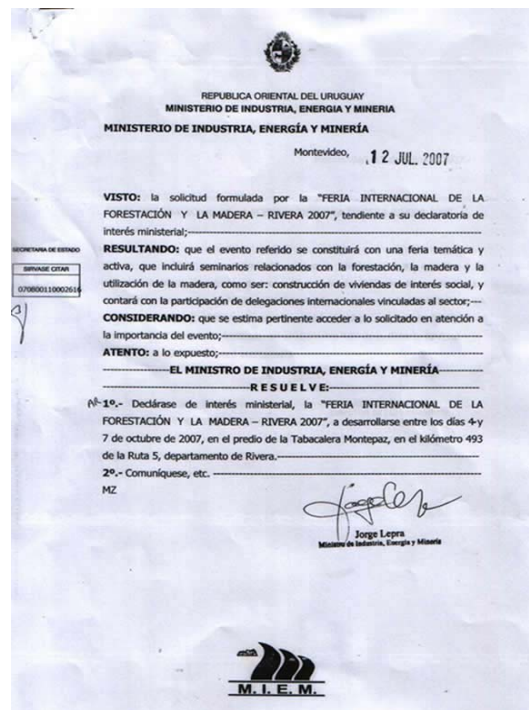 REPUBLICA ORIENTAL DEL URUGUAY
MINISTERIO DE INDUSTRIA, ENERGIA Y MINERIA
MINISTERIO DE INDUSTRIA, ENERGÍA Y MINERÍA
Montevideo, 12 JUL. 2007
VISTO: la solicitud formulada por la "FERIA INTERNACIONAL DE LA
FORESTACIÓN Y LA MADERA – RIVERA 2007", tendiente a su declaratoria de
interés ministerial;---
SECRETARIA DE ESTADO
SIRVASE CITAR
070800110002616
RESULTANDO: que el evento referido se constituirá con una feria temática y
activa, que incluirá seminarios relacionados con la forestación, la madera y la
utilización de la madera, como ser: construcción de viviendas de interés social, y
contará con la participación de delegaciones internacionales vinculadas al sector;---
CONSIDERANDO: que se estima pertinente acceder a lo solicitado en atención a
la importancia del evento;---
ATENTO: a lo expuesto;---
---EL MINISTRO DE INDUSTRIA, ENERGÍA Y MINERÍA---
---R E S U E L V E:---
1º.- Declárase de interés ministerial, la "FERIA INTERNACIONAL DE LA
FORESTACIÓN Y LA MADERA – RIVERA 2007", a desarrollarse entre los días 4 y
7 de octubre de 2007, en el predio de la Tabacalera Montepaz, en el kilómetro 493
de la Ruta 5, departamento de Rivera.---
2º.- Comuníquese, etc. ---
MZ
Jorge Lepra
Ministro de Industria, Energía y Minería
M. I. E. M.